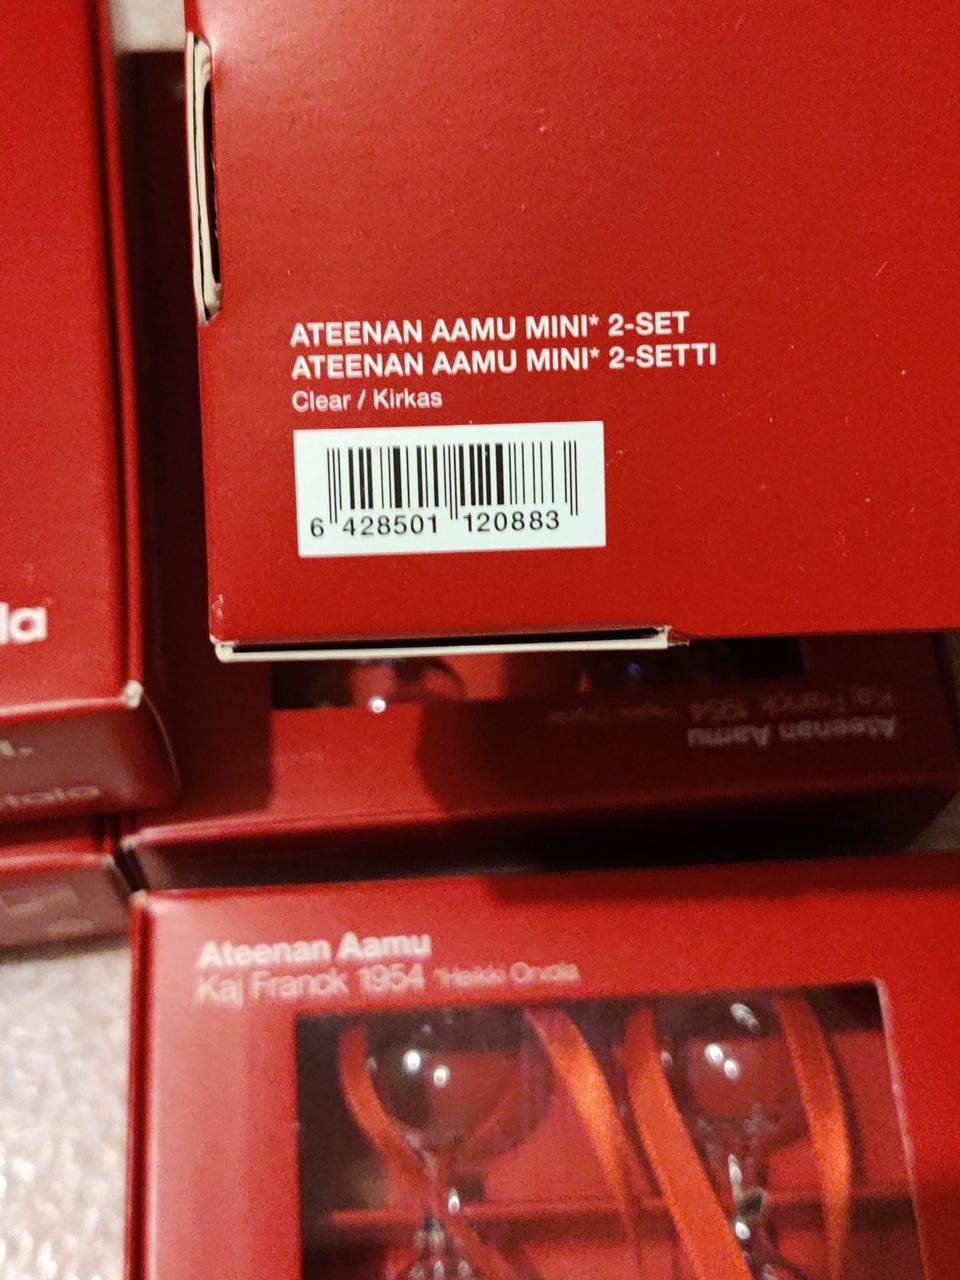 ATEENAN AAMU MINI* 2-SET
ATEENAN AAMU MINI* 2-SETTI
Clear / Kirkas
6 428501 120883
la
Ateenan Aamu
Kaj Franck 1954
Ateenan Aamu
Kaj Franck 1954 *Heikki Orvola